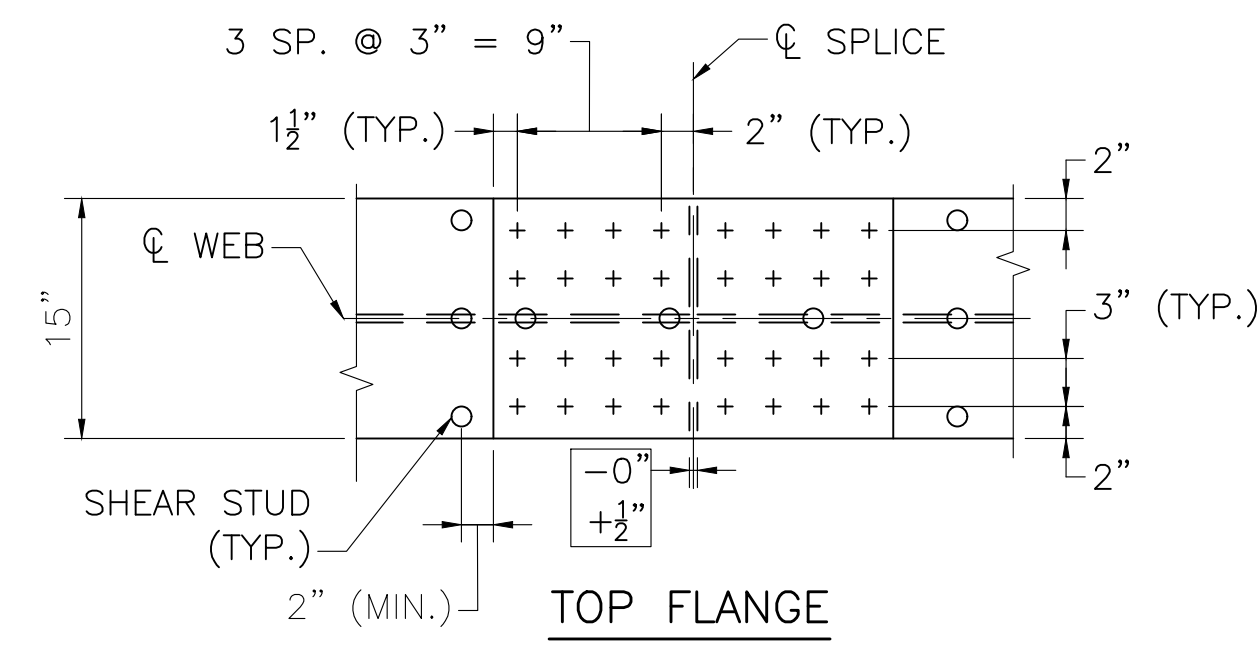 3 SP. @ 3" = 9"
℄ SPLICE
1½" (TYP.)
2" (TYP.)
2"
℄ WEB
15"
3" (TYP.)
-0"
+½"
2"
SHEAR STUD
(TYP.)
2" (MIN.)
TOP FLANGE